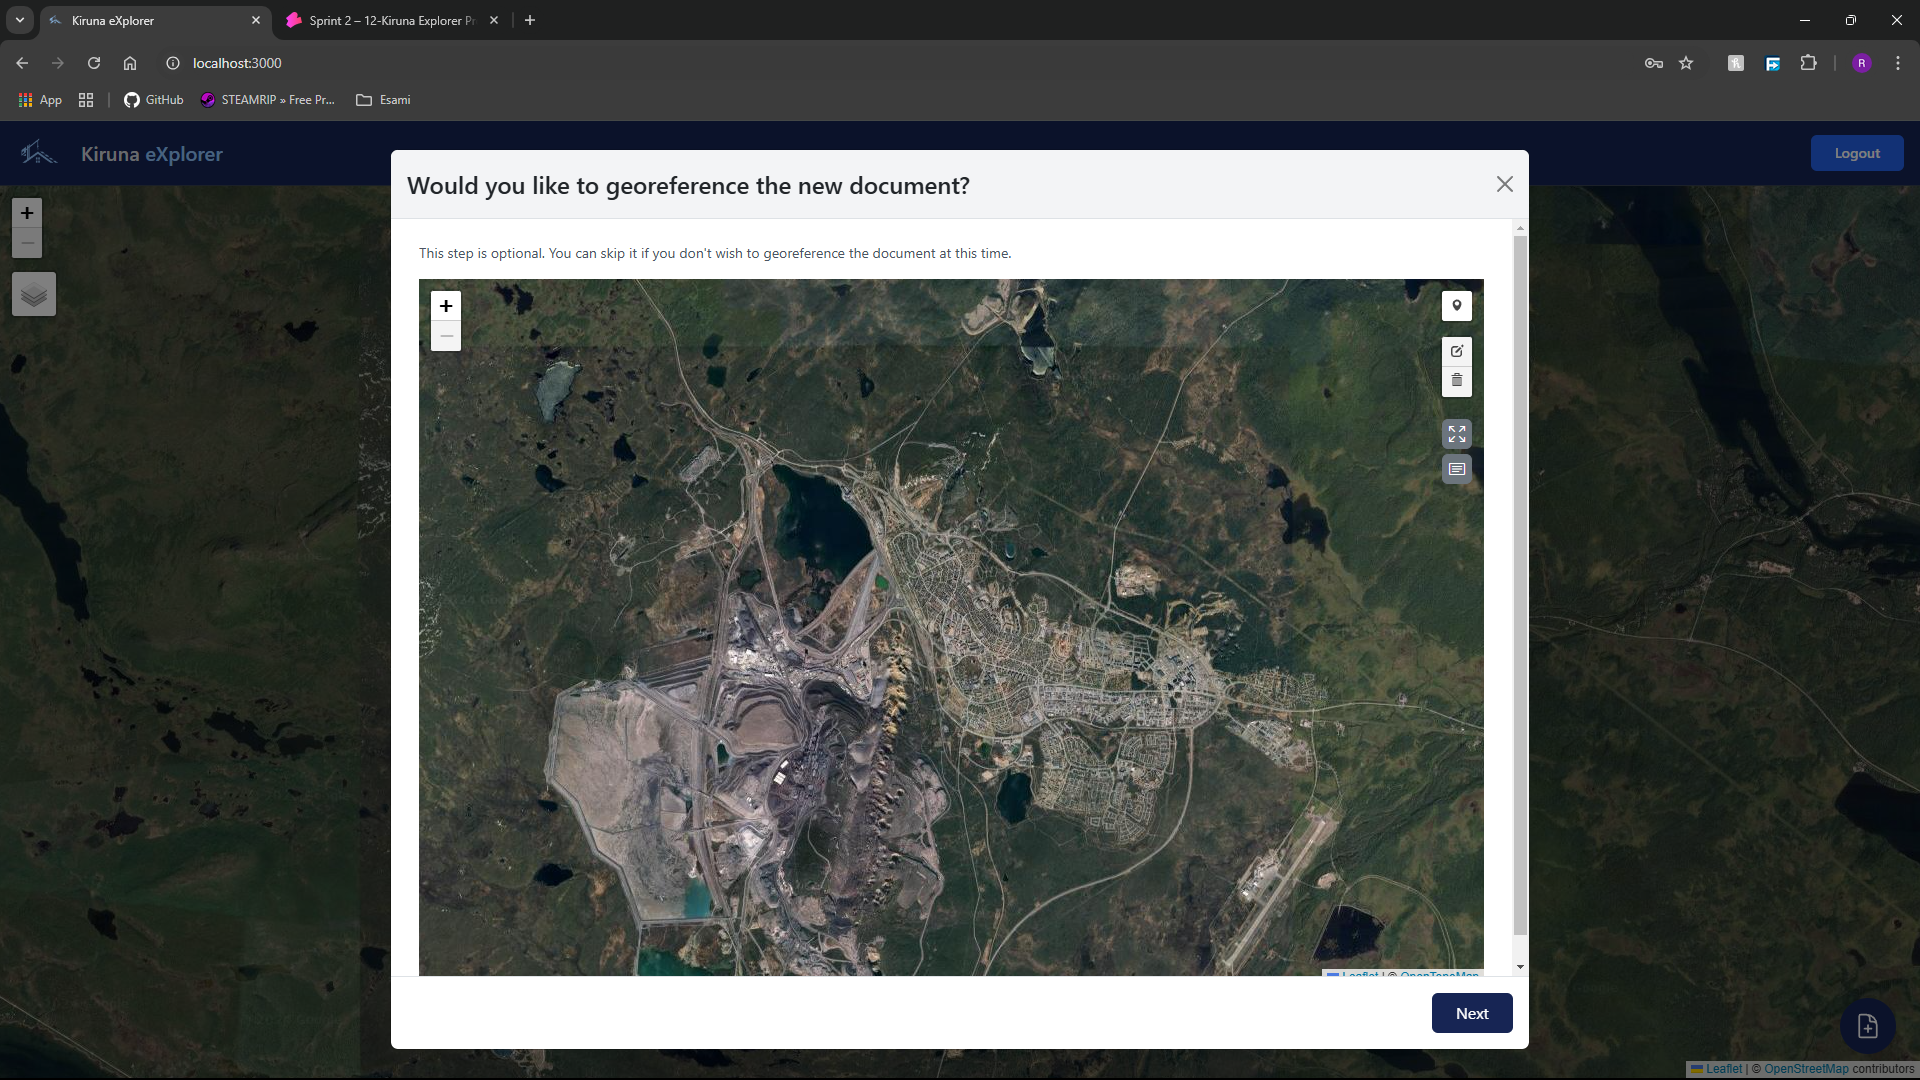 Kiruna eXplorer
Sprint 2 – 12-Kiruna Explorer P
localhost:3000
R
App
GitHub
STEAMRIP » Free Pr...
Esami
Kiruna eXplorer
Logout
Would you like to georeference the new document?
This step is optional. You can skip it if you don't wish to georeference the document at this time.
+
−
+
−
Leaflet | © OpenTopoMap
Next
Leaflet | © OpenStreetMap contributors